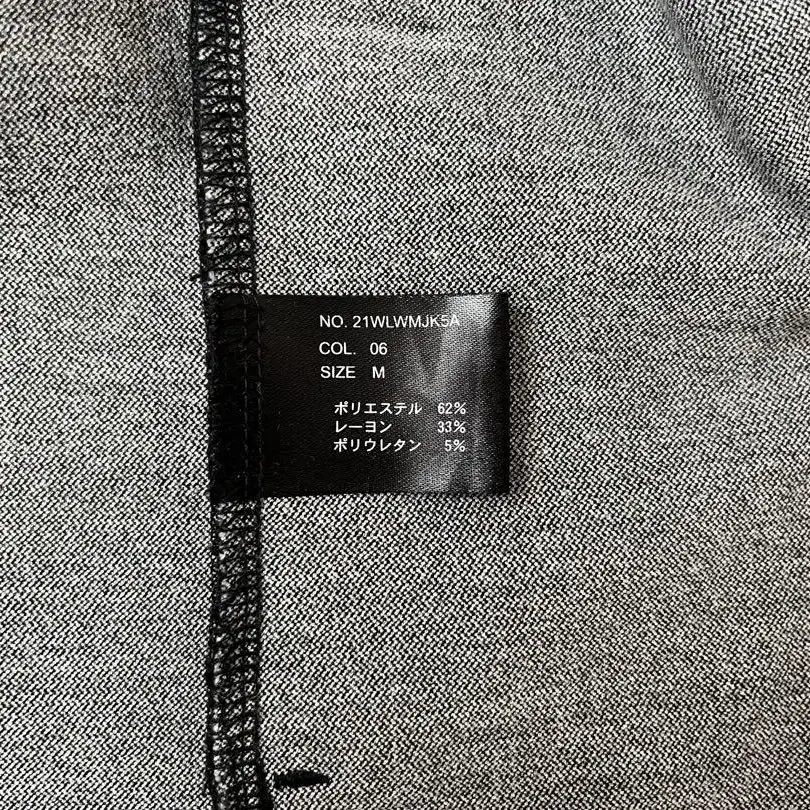 NO. 21WLWMJK5A
COL. 06
SIZE M
ポリエステル 62%
レーヨン 33%
ポリウレタン 5%